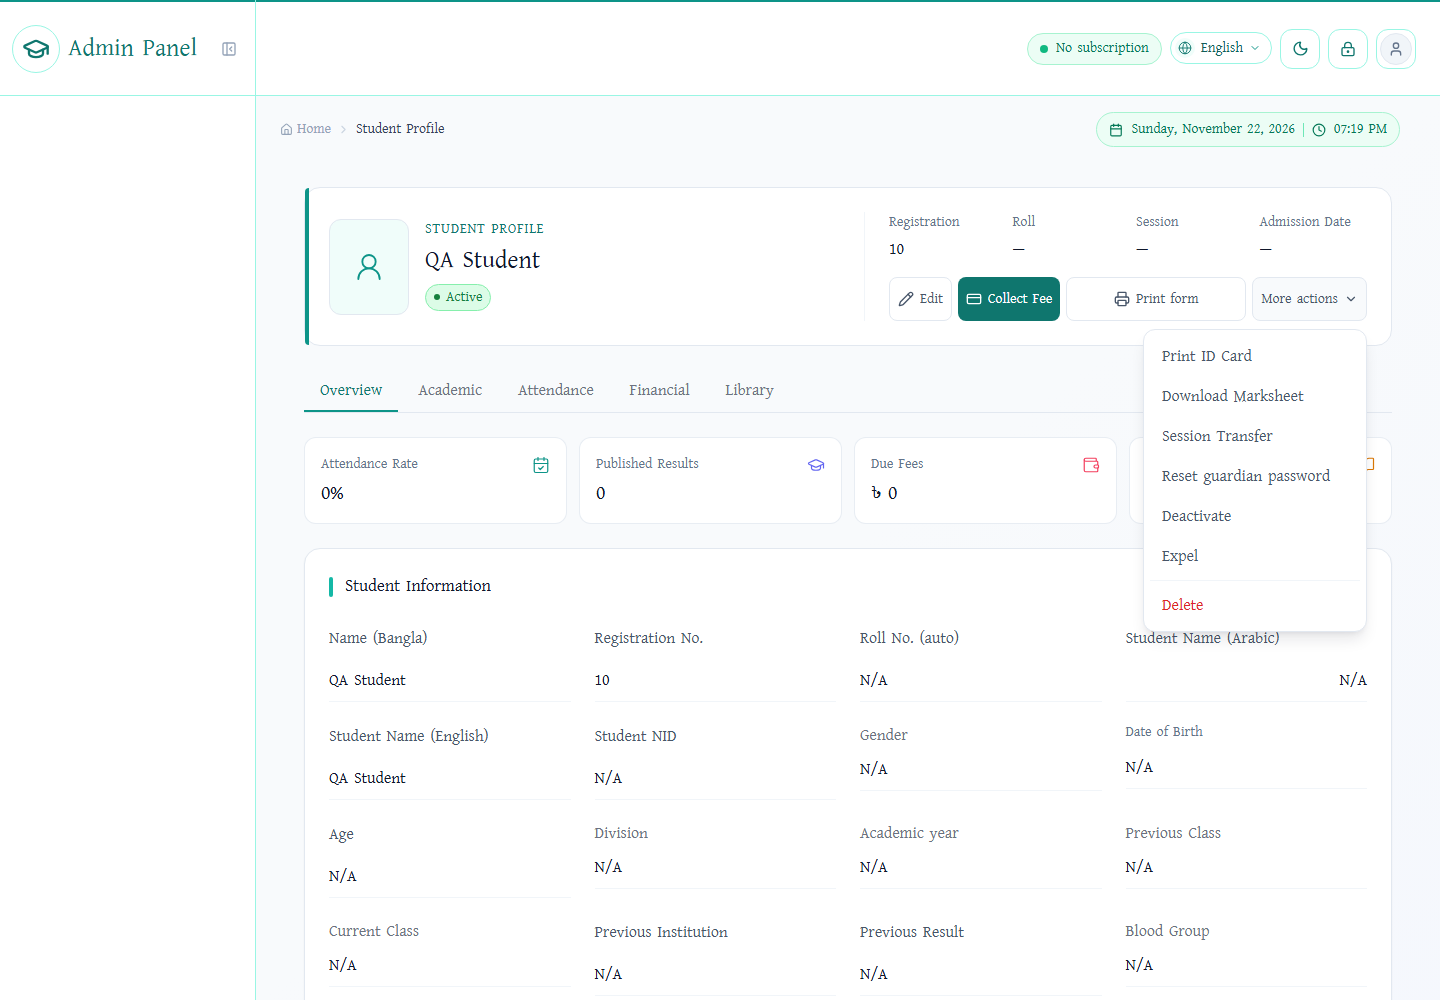 Admin Panel
No subscription
English
Home
Student Profile
Sunday, November 22, 2026 | 07:19 PM
STUDENT PROFILE
QA Student
Active
Registration Roll Session Admission Date
10 — — —
Edit Collect Fee Print form More actions
Print ID Card
Download Marksheet
Session Transfer
Reset guardian password
Deactivate
Expel
Delete
Overview Academic Attendance Financial Library
Attendance Rate
0%
Published Results
0
Due Fees
৳ 0
Student Information
Name (Bangla) Registration No. Roll No. (auto) Student Name (Arabic)
QA Student 10 N/A N/A
Student Name (English) Student NID Gender Date of Birth
QA Student N/A N/A N/A
Age Division Academic year Previous Class
N/A N/A N/A N/A
Current Class Previous Institution Previous Result Blood Group
N/A N/A N/A N/A